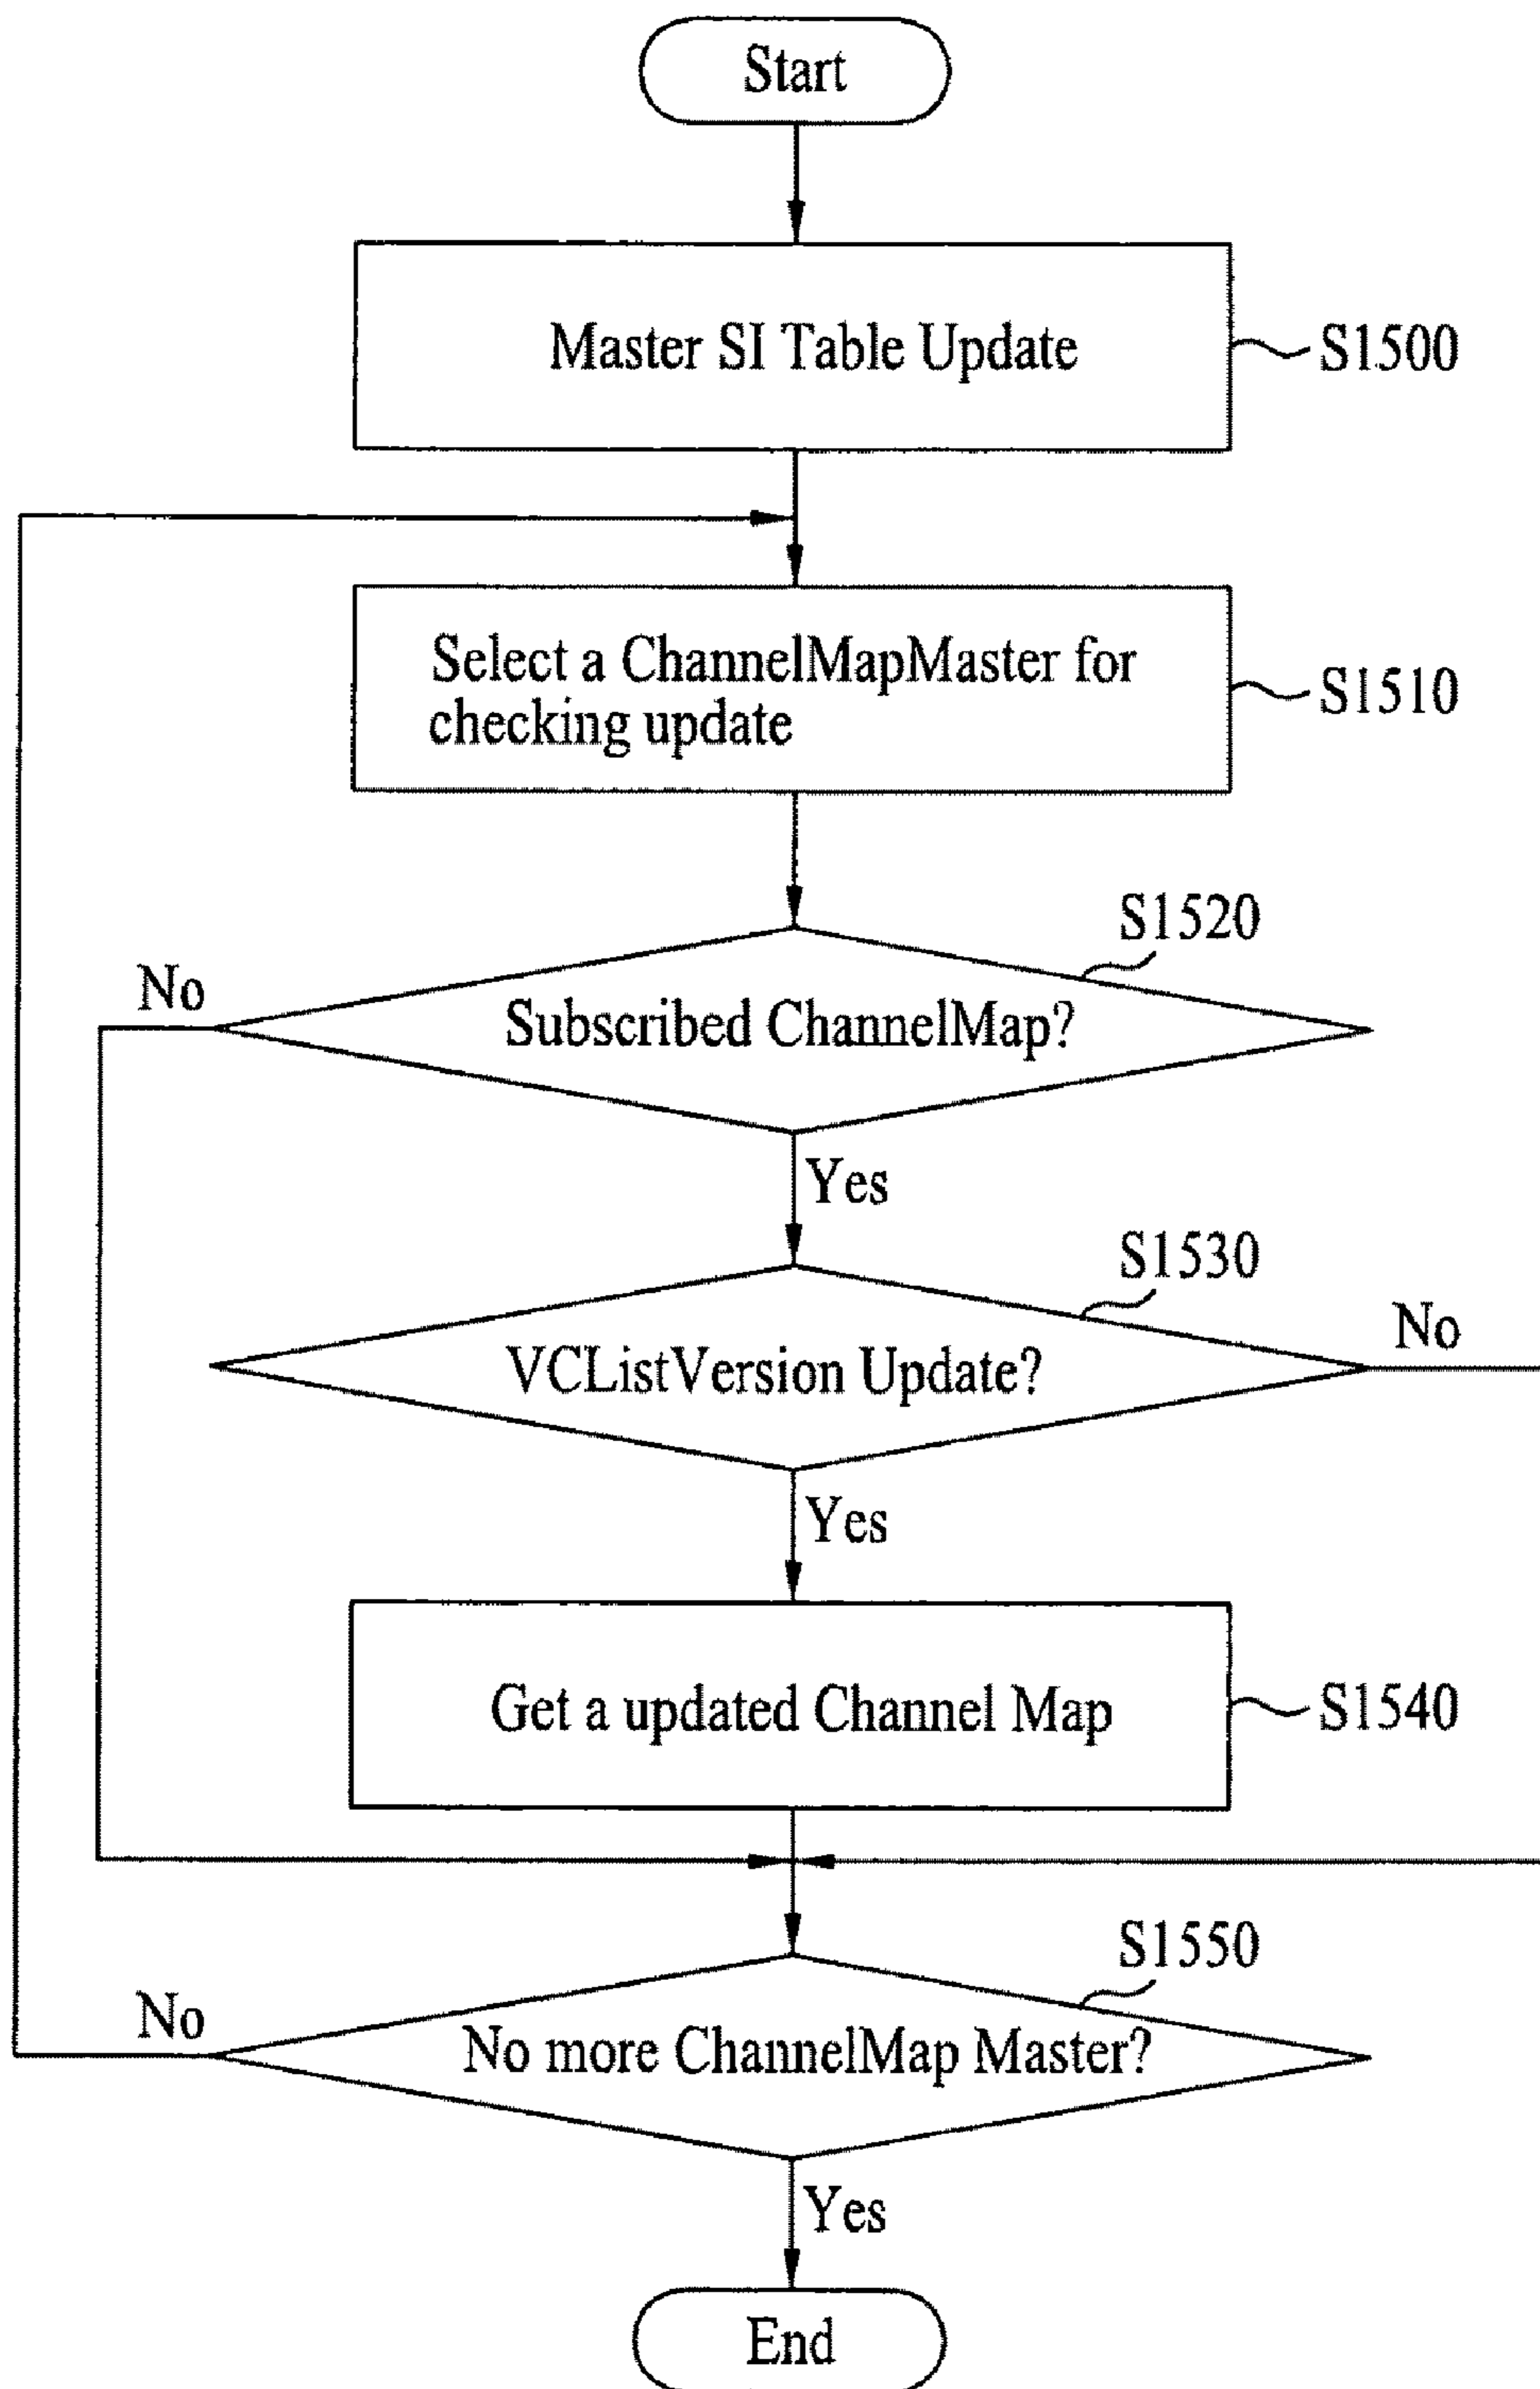 Start
Master SI Table Update
S1500
Select a ChannelMapMaster for
checking update
S1510
S1520
No
Subscribed ChannelMap?
Yes
S1530
No
VCListVersion Update?
Yes
Get a updated Channel Map
S1540
S1550
No
No more ChannelMap Master?
Yes
End